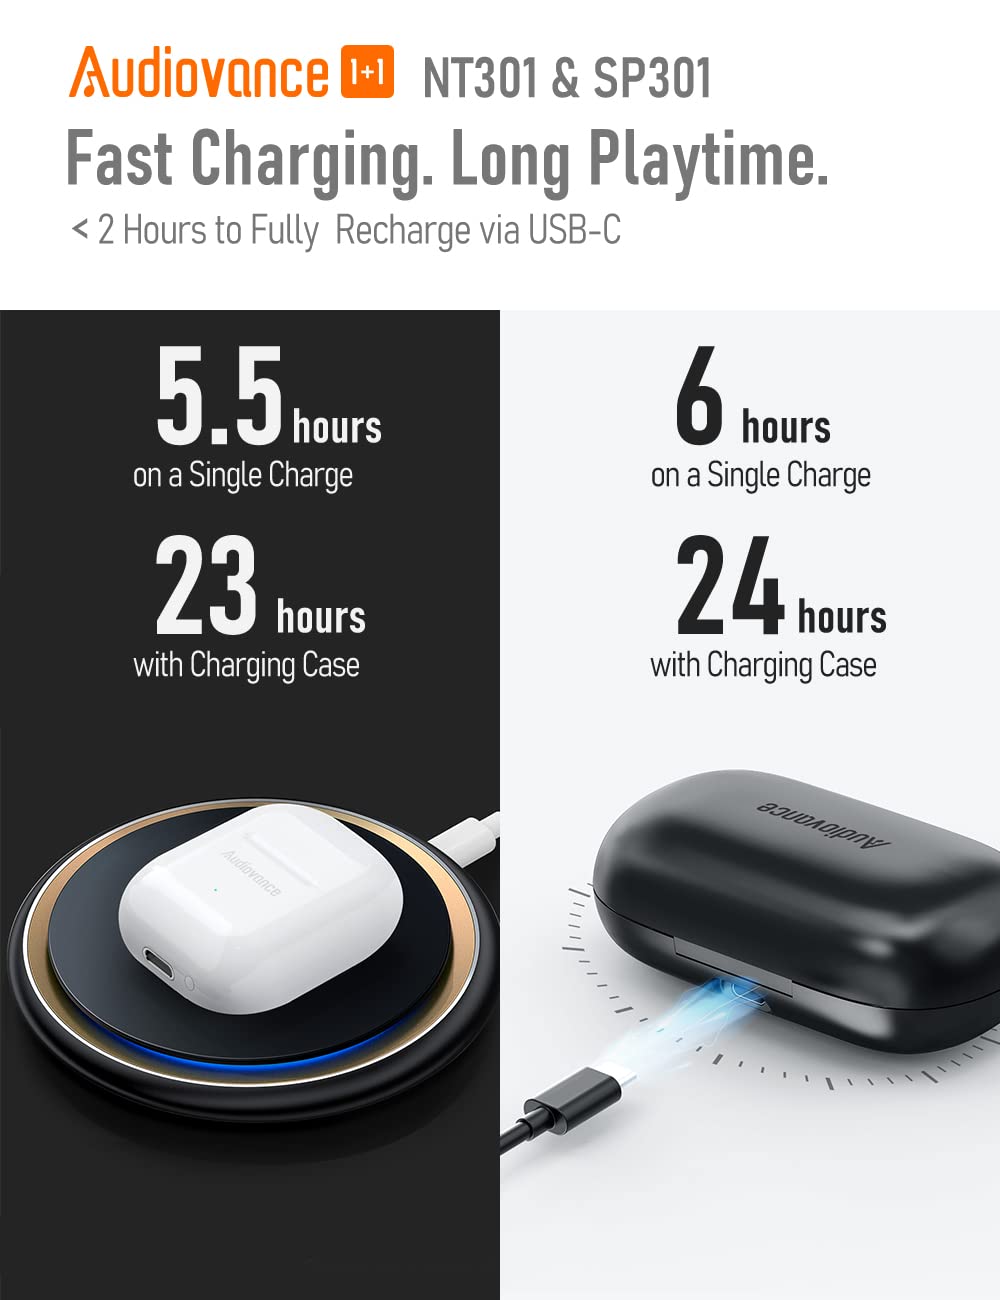 Audiovance 1+1 NT301 & SP301
Fast Charging. Long Playtime.
< 2 Hours to Fully Recharge via USB-C
5.5 hours
on a Single Charge
23 hours
with Charging Case
6 hours
on a Single Charge
24 hours
with Charging Case
Audiovance
Audiovance